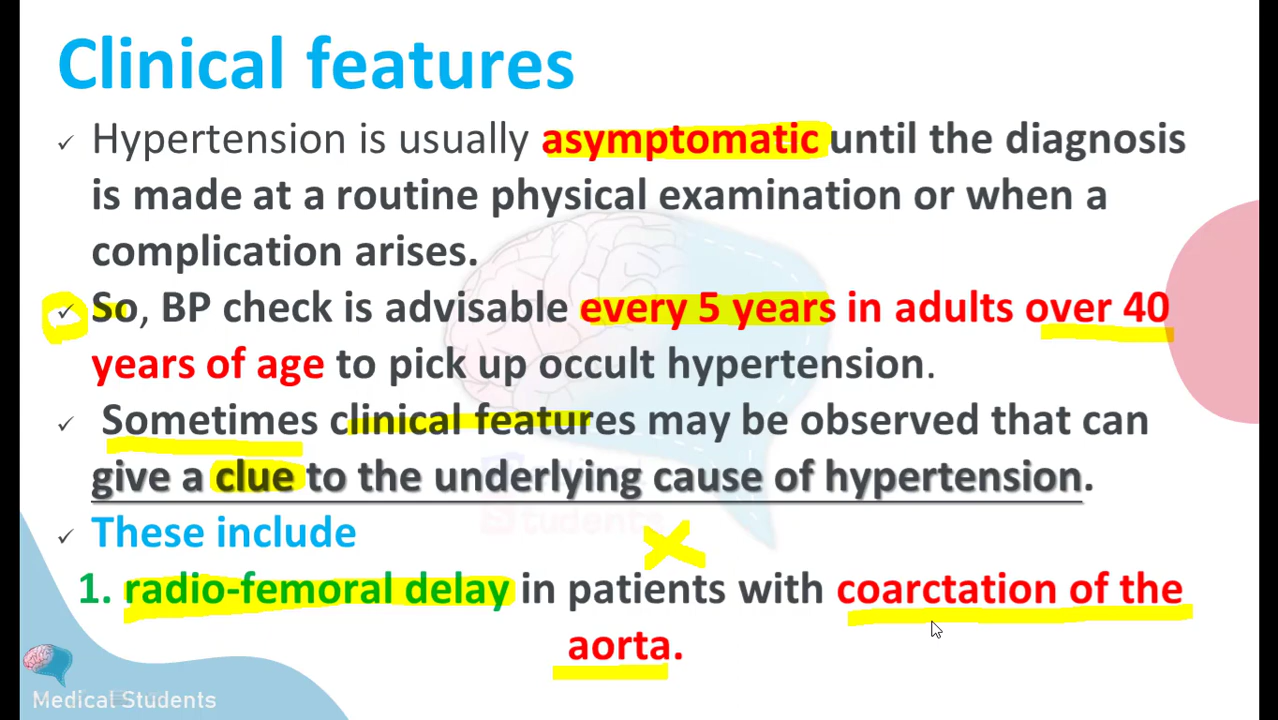 Clinical features
✓ Hypertension is usually asymptomatic until the diagnosis
is made at a routine physical examination or when a
complication arises.
✓ So, BP check is advisable every 5 years in adults over 40
years of age to pick up occult hypertension.
✓ Sometimes clinical features may be observed that can
give a clue to the underlying cause of hypertension.
✓ These include
1. radio-femoral delay in patients with coarctation of the
aorta.
Medical Students